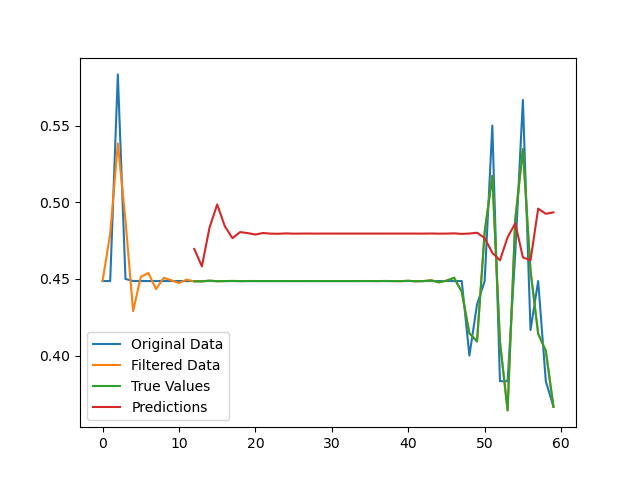 0.55
0.50
0.45
0.40
Original Data
Filtered Data
True Values
Predictions
0 10 20 30 40 50 60